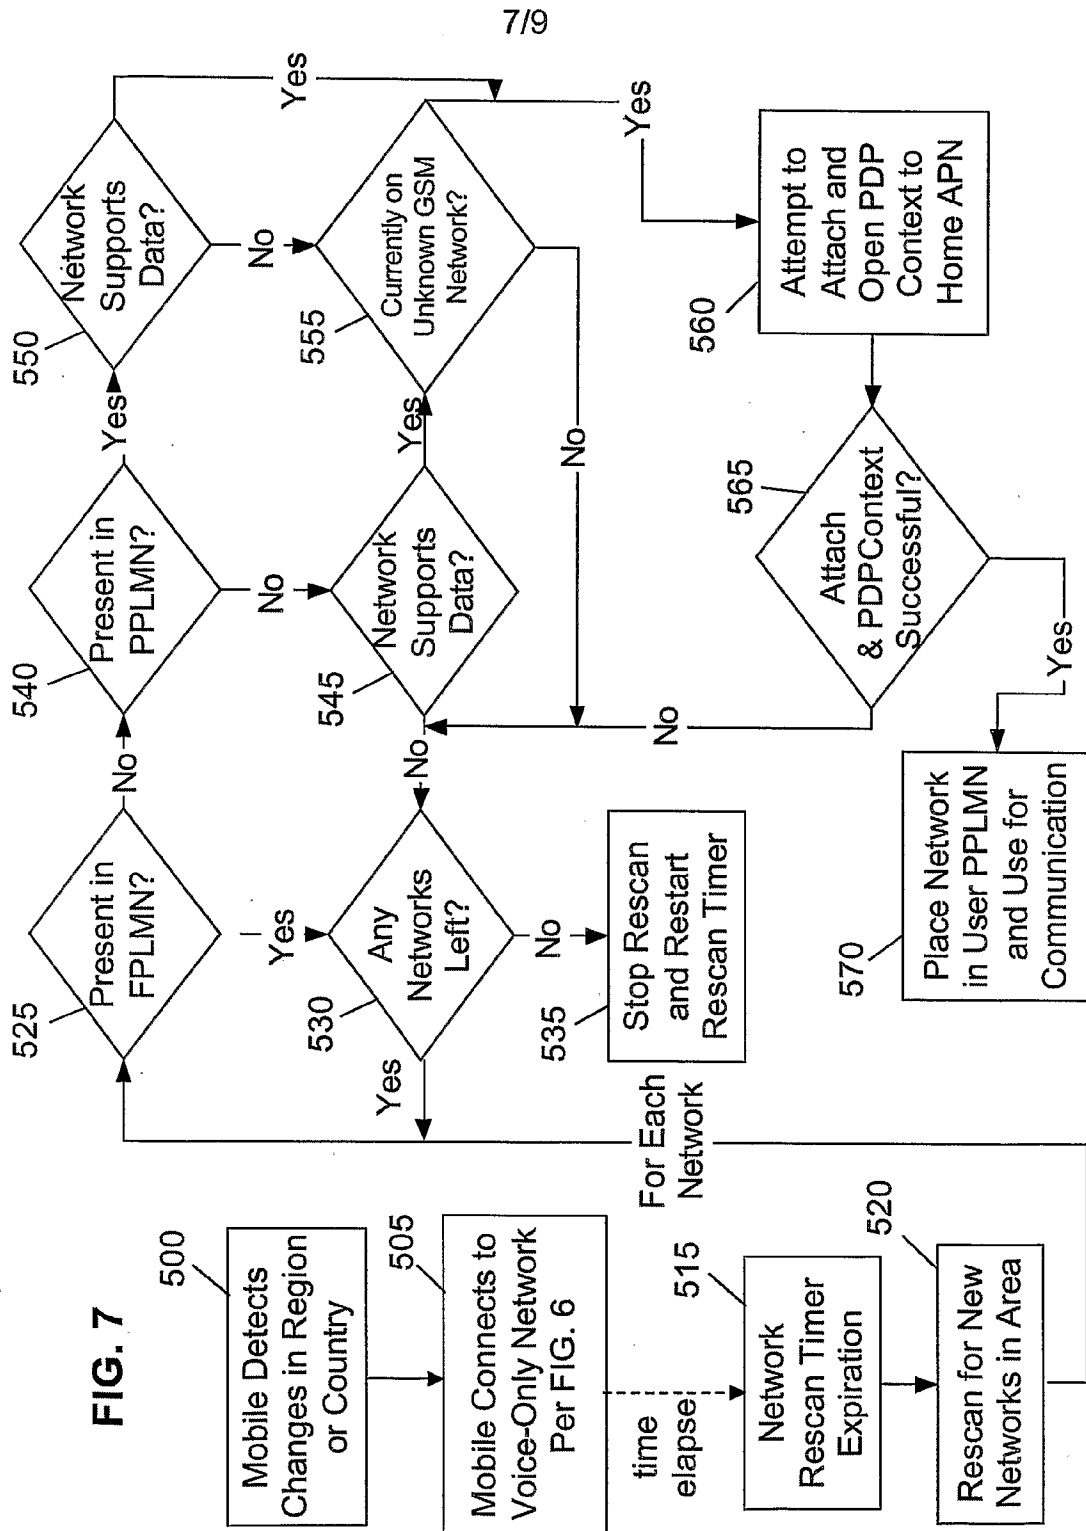 7/9
FIG. 7
500
Mobile Detects
Changes in Region
or Country
505
Mobile Connects to
Voice-Only Network
Per FIG. 6
time
elapse
515
Network
Rescan Timer
Expiration
520
Rescan for New
Networks in Area
For Each
Network
525
Present in
FPLMN?
No
Yes
530
Any
Networks
Left?
Yes
No
535
Stop Rescan
and Restart
Rescan Timer
540
Present in
PPLMN?
Yes
No
545
Network
Supports
Data?
No
Yes
550
Network
Supports
Data?
Yes
No
555
Currently on
Unknown GSM
Network?
No
Yes
560
Attempt to
Attach and
Open PDP
Context to
Home APN
565
Attach
& PDPContext
Successful?
No
Yes
570
Place Network
in User PPLMN
and Use for
Communication